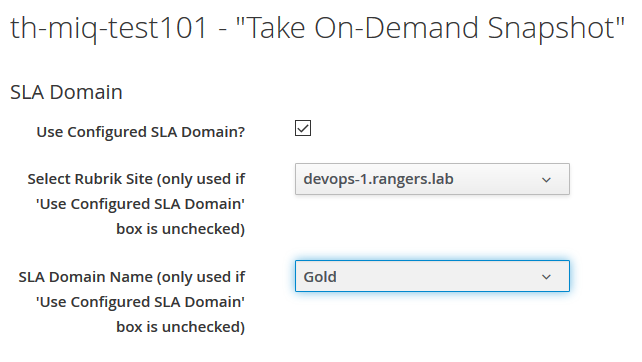 th-miq-test101 - "Take On-Demand Snapshot"
SLA Domain
Use Configured SLA Domain?
Select Rubrik Site (only used if
'Use Configured SLA Domain'
box is unchecked)
devops-1.rangers.lab
SLA Domain Name (only used if
'Use Configured SLA Domain'
box is unchecked)
Gold